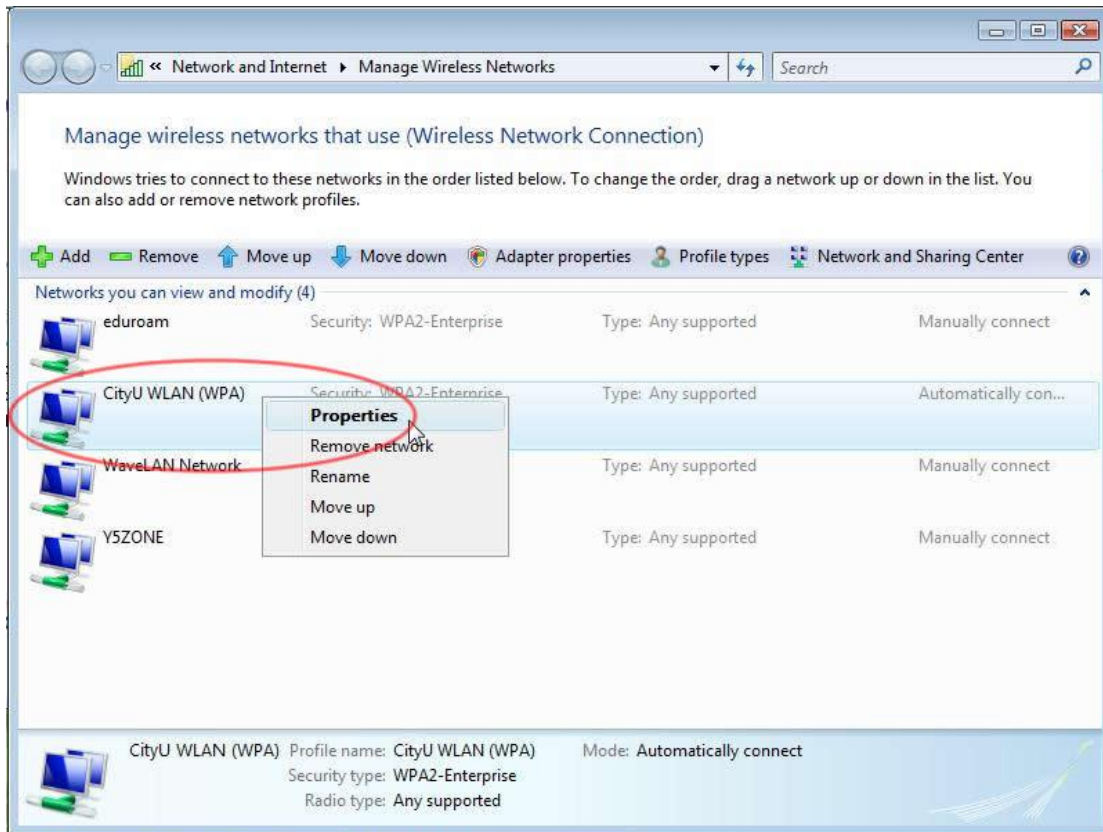 « Network and Internet ▸ Manage Wireless Networks Search
Manage wireless networks that use (Wireless Network Connection)
Windows tries to connect to these networks in the order listed below. To change the order, drag a network up or down in the list. You
can also add or remove network profiles.
Add Remove Move up Move down Adapter properties Profile types Network and Sharing Center
Networks you can view and modify (4)
eduroam Security: WPA2-Enterprise Type: Any supported Manually connect
CityU WLAN (WPA) Security: WPA2-Enterprise Type: Any supported Automatically con...
Properties
Remove network
WaveLAN Network Type: Any supported Manually connect
Rename
Move up
Y5ZONE Move down Type: Any supported Manually connect
CityU WLAN (WPA) Profile name: CityU WLAN (WPA) Mode: Automatically connect
Security type: WPA2-Enterprise
Radio type: Any supported